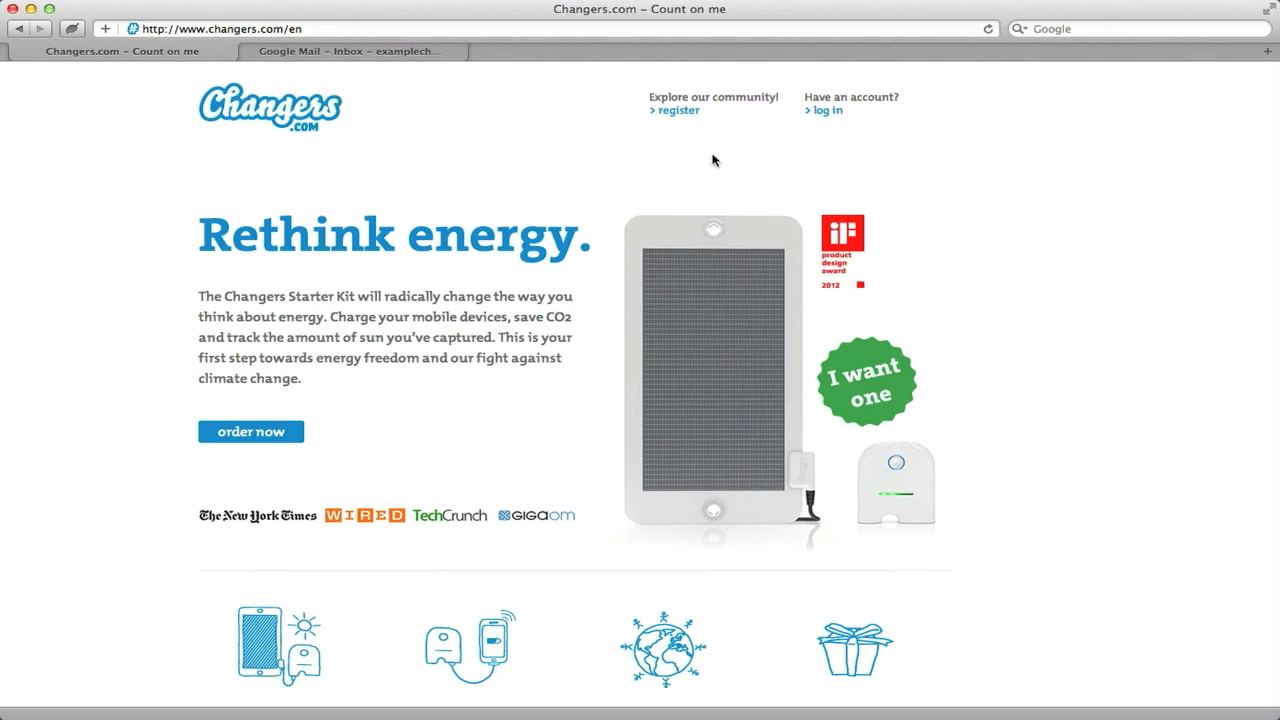 Changers.com – Count on me
http://www.changers.com/en
Google
Changers.com – Count on me
Google Mail – Inbox – examplech...
Changers
.COM
Explore our community!
> register
Have an account?
> log in
Rethink energy.
The Changers Starter Kit will radically change the way you
think about energy. Charge your mobile devices, save CO2
and track the amount of sun you've captured. This is your
first step towards energy freedom and our fight against
climate change.
order now
The New York Times WIRED TechCrunch GIGAOM
iF
product
design
award
2012
I want
one